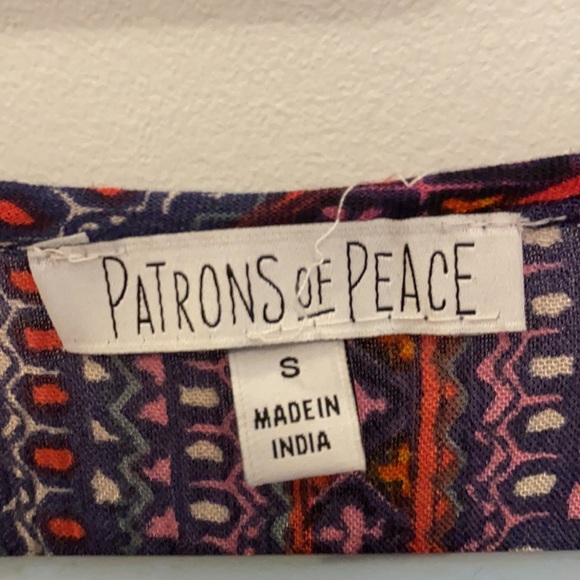 PATRONS OF PEACE
S
MADE IN
INDIA